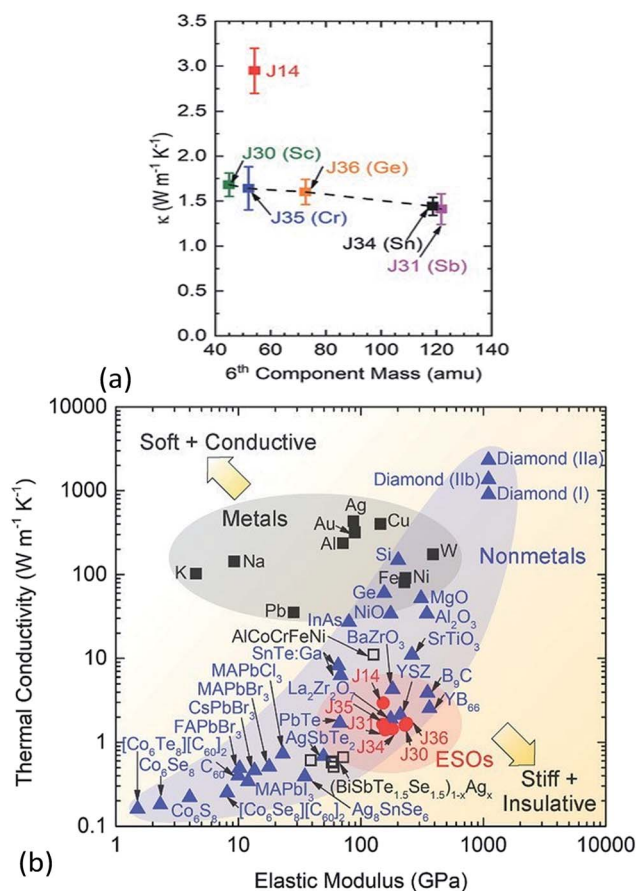 3.5
3.0
2.5
2.0
1.5
1.0
0.5
0.0
κ (W m⁻¹ K⁻¹)
J14
J30 (Sc)
J36 (Ge)
J35 (Cr)
J34 (Sn)
J31 (Sb)
40 60 80 100 120 140
6th Component Mass (amu)
(a)
10000
1000
100
10
1
0.1
Thermal Conductivity (W m⁻¹ K⁻¹)
Soft + Conductive
Diamond (IIa)
Diamond (IIb)
Diamond (I)
Metals
Nonmetals
Ag
Au
Cu
Al
Si
W
K
Na
Fe
Ni
Pb
Ge
MgO
InAs
NiO
Al₂O₃
AlCoCrFeNi
BaZrO₃
SrTiO₃
SnTe:Ga
J14
YSZ
B₉C
MAPbCl₃
La₂Zr₂O₇
YB₆₆
MAPbBr₃
J35
CsPbBr₃
PbTe
J31
J36
FAPbBr₃
AgSbTe₂
J34
J30
ESOs
[Co₆Te₈][C₆₀]₂
C₆₀
Stiff +
Insulative
Co₆Se₈
MAPbI₃
(BiSbTe₁.₅Se₁.₅)₁₋ₓAgₓ
Co₆S₈
[Co₆Se₈][C₆₀]₂
Ag₈SnSe₆
1 10 100 1000 10000
Elastic Modulus (GPa)
(b)